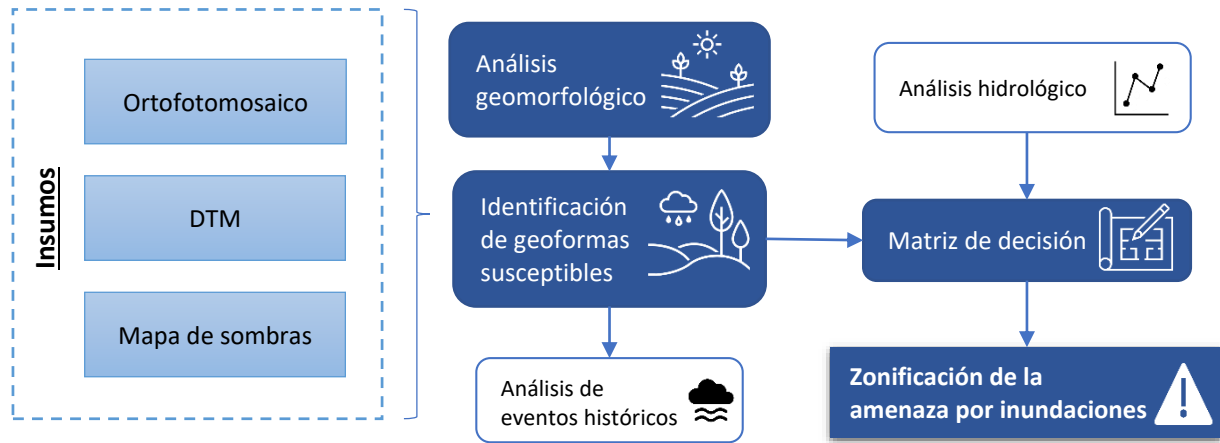 Insumos
Ortofotomosaico
DTM
Mapa de sombras
Análisis
geomorfológico
Identificación
de geoformas
susceptibles
Análisis de
eventos históricos
Análisis hidrológico
Matriz de decisión
Zonificación de la
amenaza por inundaciones